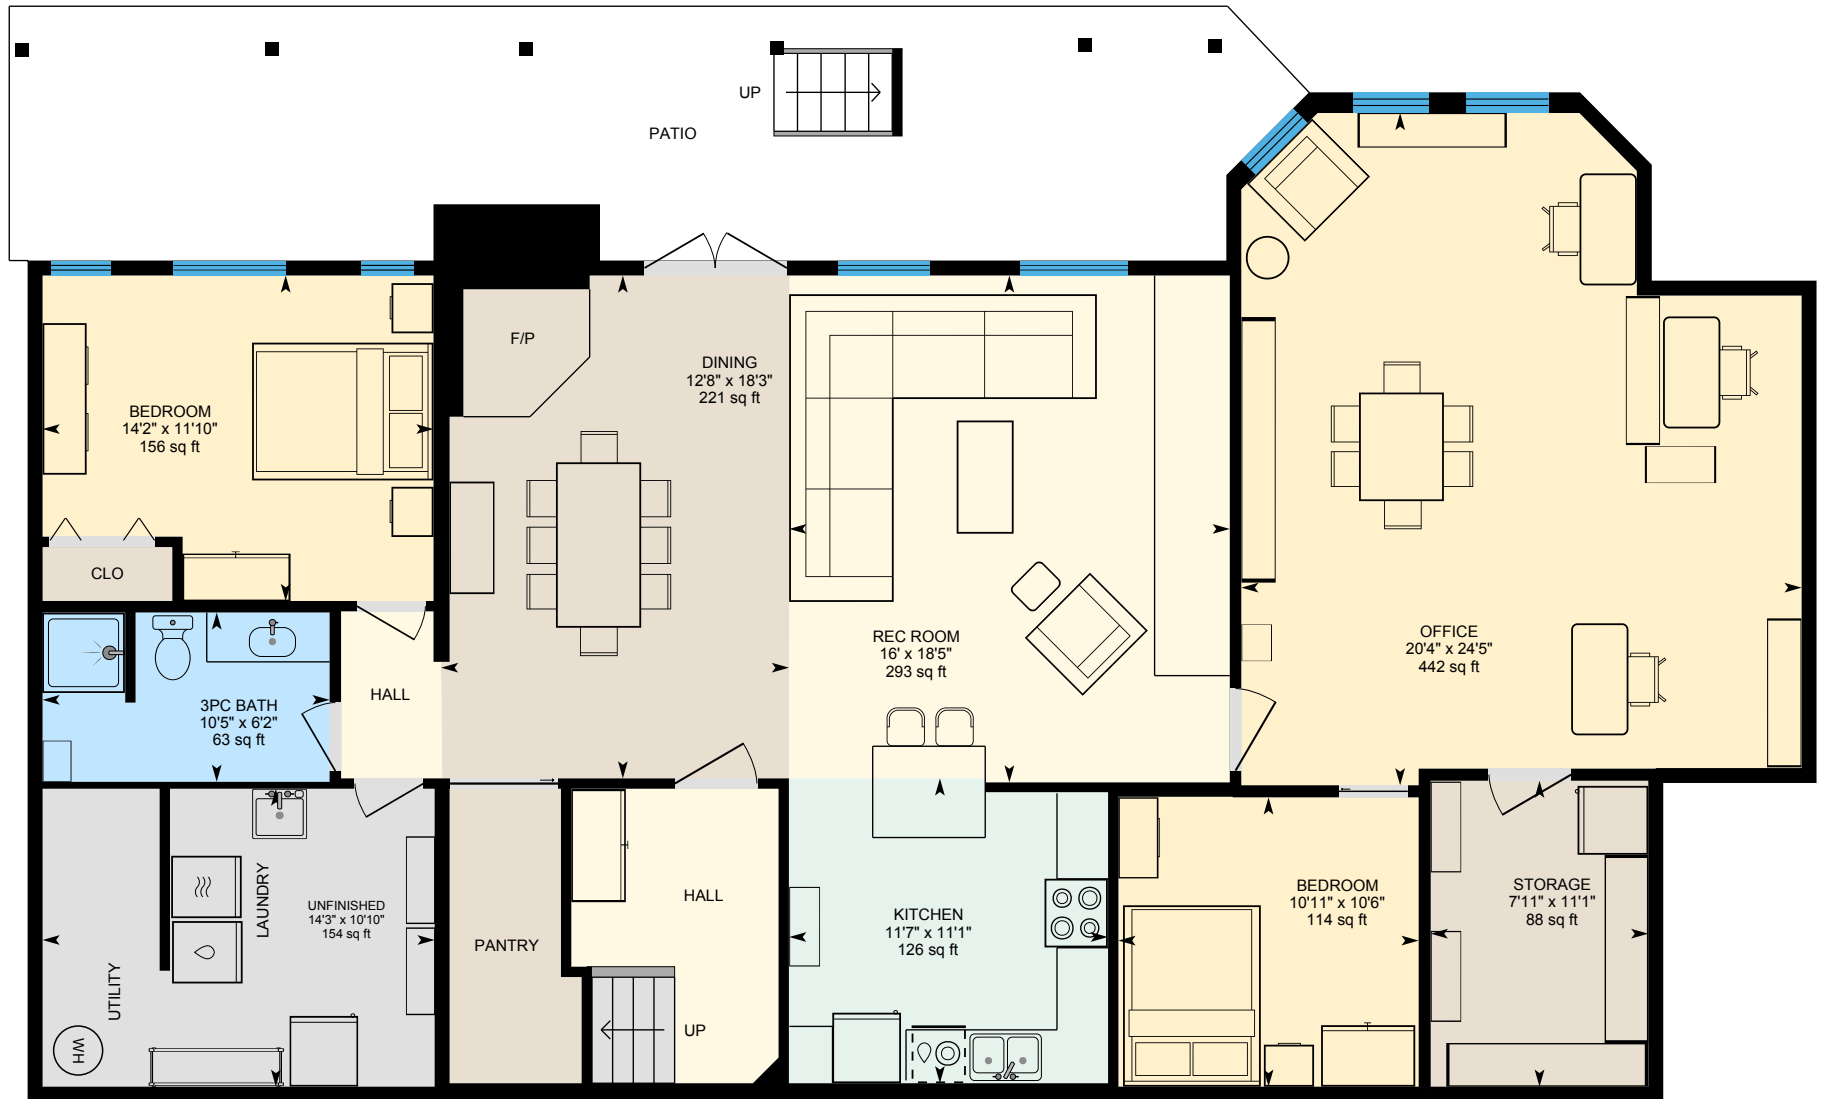 UP
PATIO
F/P
DINING
12'8" x 18'3"
221 sq ft
BEDROOM
14'2" x 11'10"
156 sq ft
CLO
REC ROOM
16' x 18'5"
293 sq ft
OFFICE
20'4" x 24'5"
442 sq ft
HALL
3PC BATH
10'5" x 6'2"
63 sq ft
LAUNDRY
UNFINISHED
14'3" x 10'10"
154 sq ft
UTILITY
WH
PANTRY
HALL
UP
KITCHEN
11'7" x 11'1"
126 sq ft
BEDROOM
10'11" x 10'6"
114 sq ft
STORAGE
7'11" x 11'1"
88 sq ft